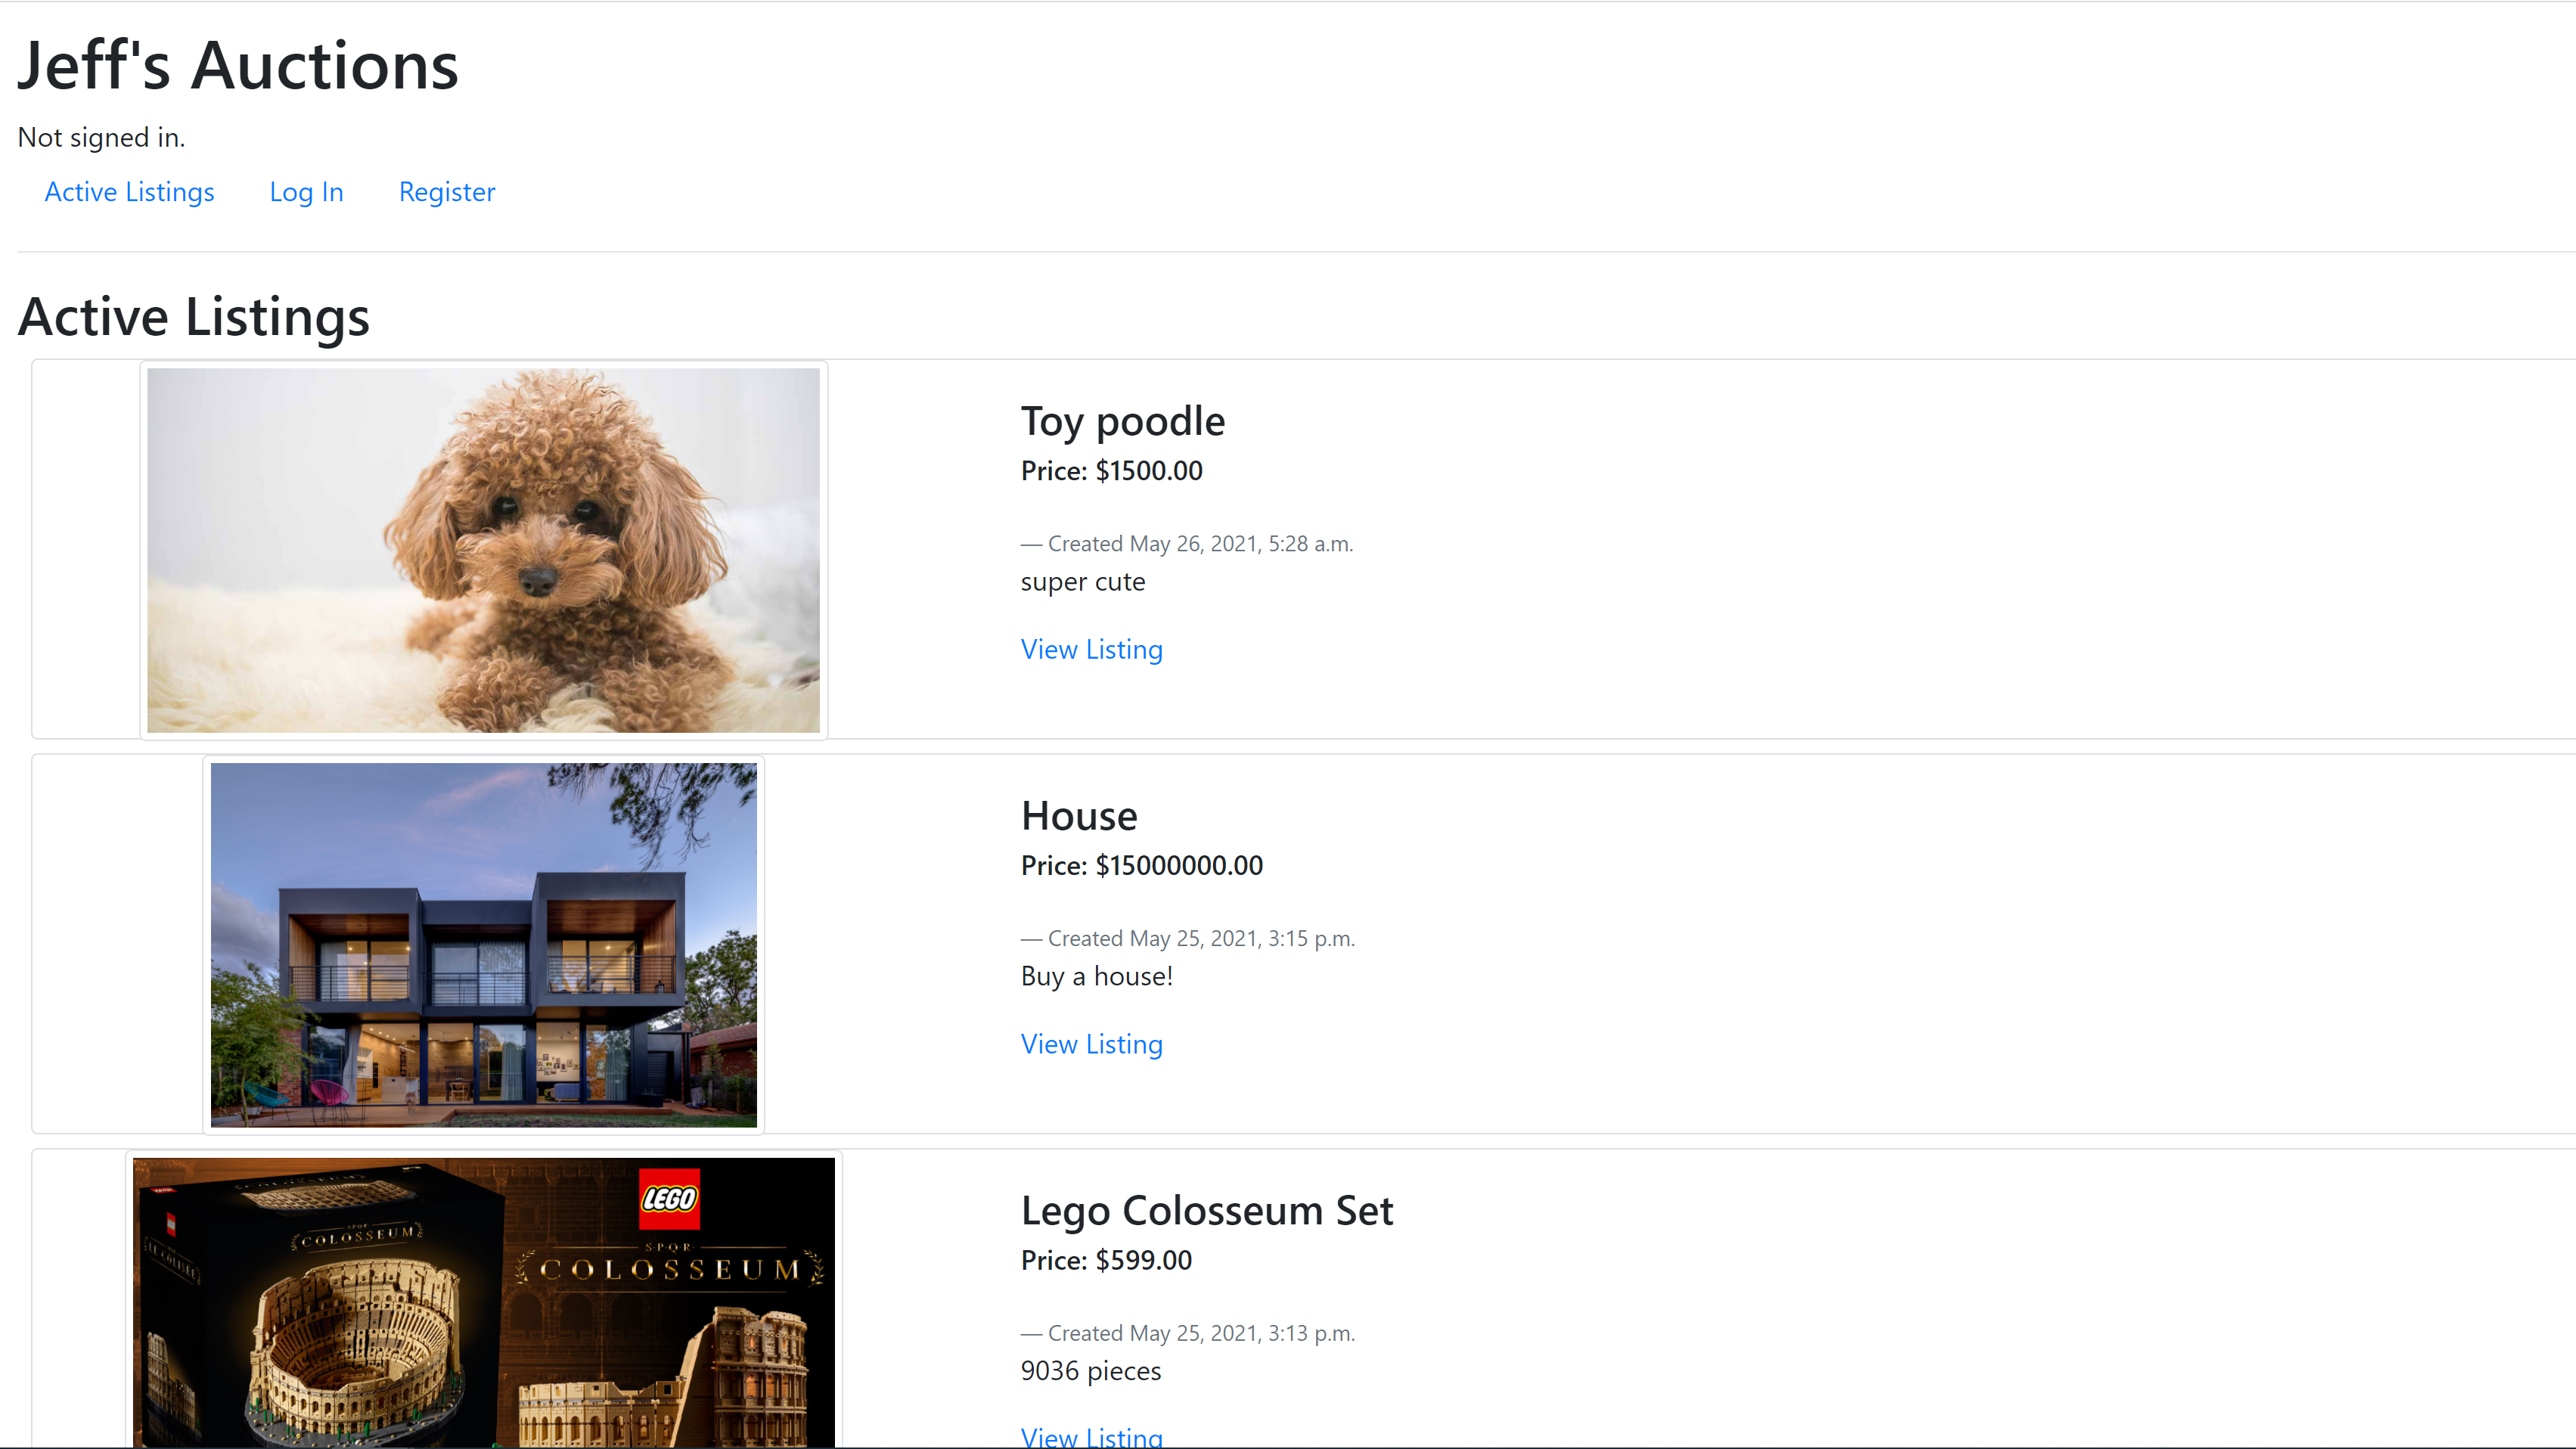 Jeff's Auctions
Not signed in.
Active Listings Log In Register
Active Listings
Toy poodle
Price: $1500.00
— Created May 26, 2021, 5:28 a.m.
super cute
View Listing
House
Price: $15000000.00
— Created May 25, 2021, 3:15 p.m.
Buy a house!
View Listing
LEGO
S·P·Q·R
COLOSSEUM
COLOSSEUM
Lego Colosseum Set
Price: $599.00
— Created May 25, 2021, 3:13 p.m.
9036 pieces
View Listing